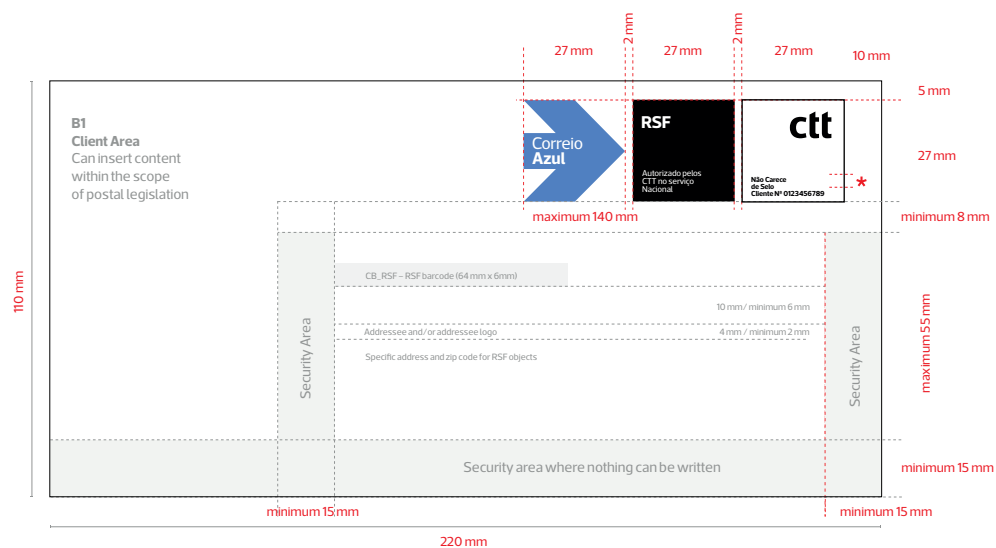 2 mm
2 mm
27 mm
27 mm
27 mm
10 mm
5 mm
B1
Client Area
Can insert content
within the scope
of postal legislation
Correio
Azul
RSF
Autorizado pelos
CTT no serviço
Nacional
ctt
Não Carece
de Selo
Cliente Nº 0123456789
*
27 mm
maximum 140 mm
minimum 8 mm
110 mm
CB_RSF – RSF barcode (64 mm x 6mm)
10 mm/ minimum 6 mm
Addressee and/or addressee logo
4 mm / minimum 2 mm
Specific address and zip code for RSF objects
Security Area
Security Area
maximum 55 mm
Security area where nothing can be written
minimum 15 mm
minimum 15 mm
minimum 15 mm
220 mm